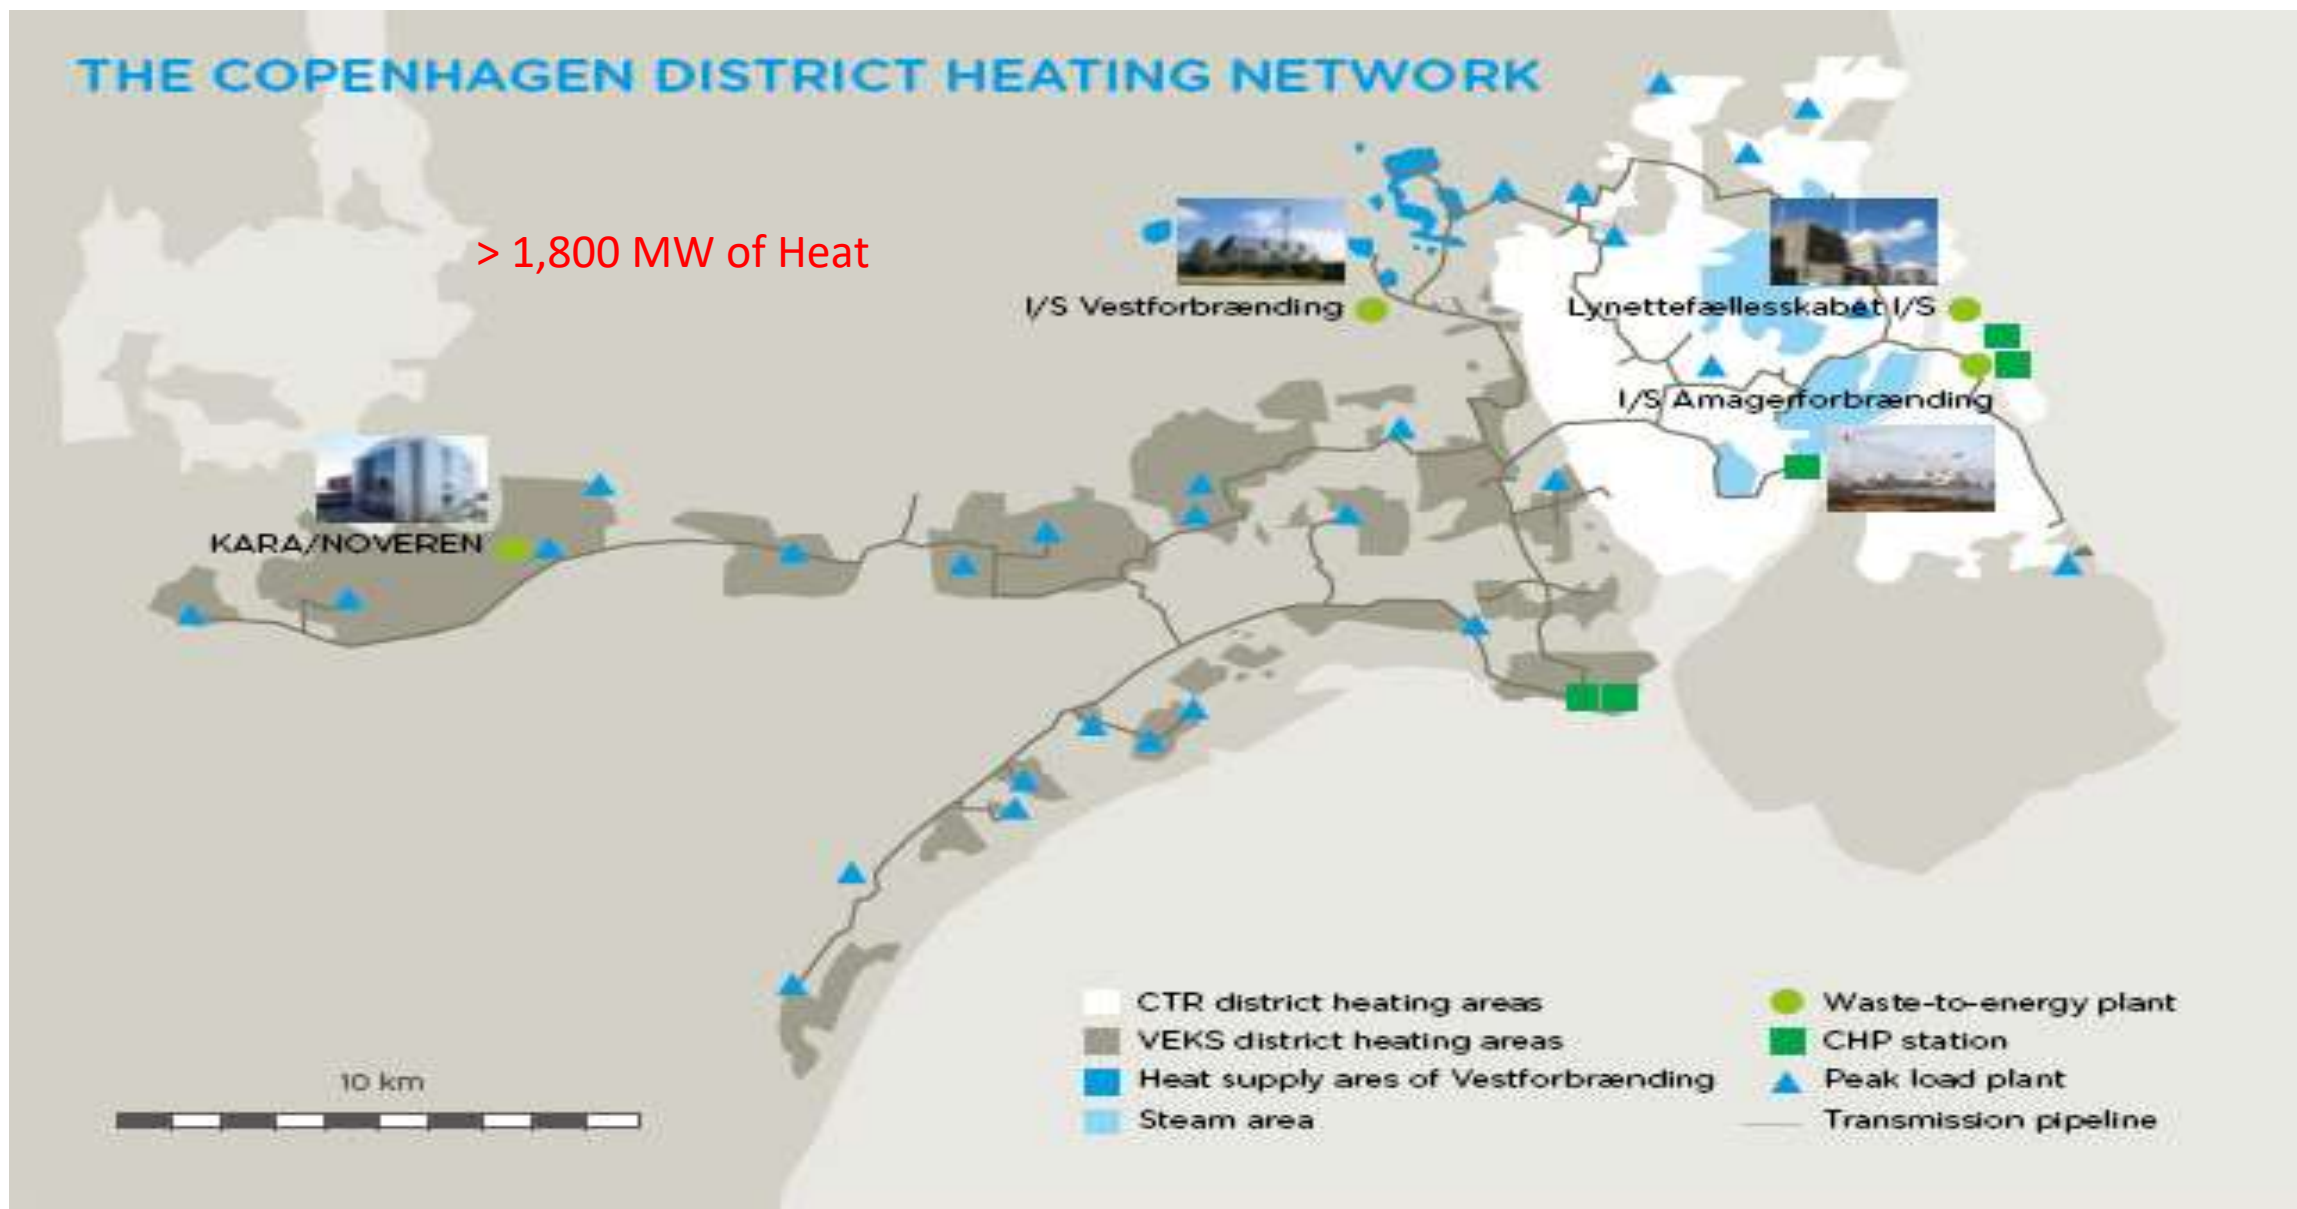 THE COPENHAGEN DISTRICT HEATING NETWORK
> 1,800 MW of Heat
I/S Vestforbrænding
Lynettefællesskabet I/S
I/S Amagerforbrænding
KARA/NOVEREN
CTR district heating areas
VEKS district heating areas
Heat supply ares of Vestforbrænding
Steam area
Waste-to-energy plant
CHP station
Peak load plant
Transmission pipeline
10 km